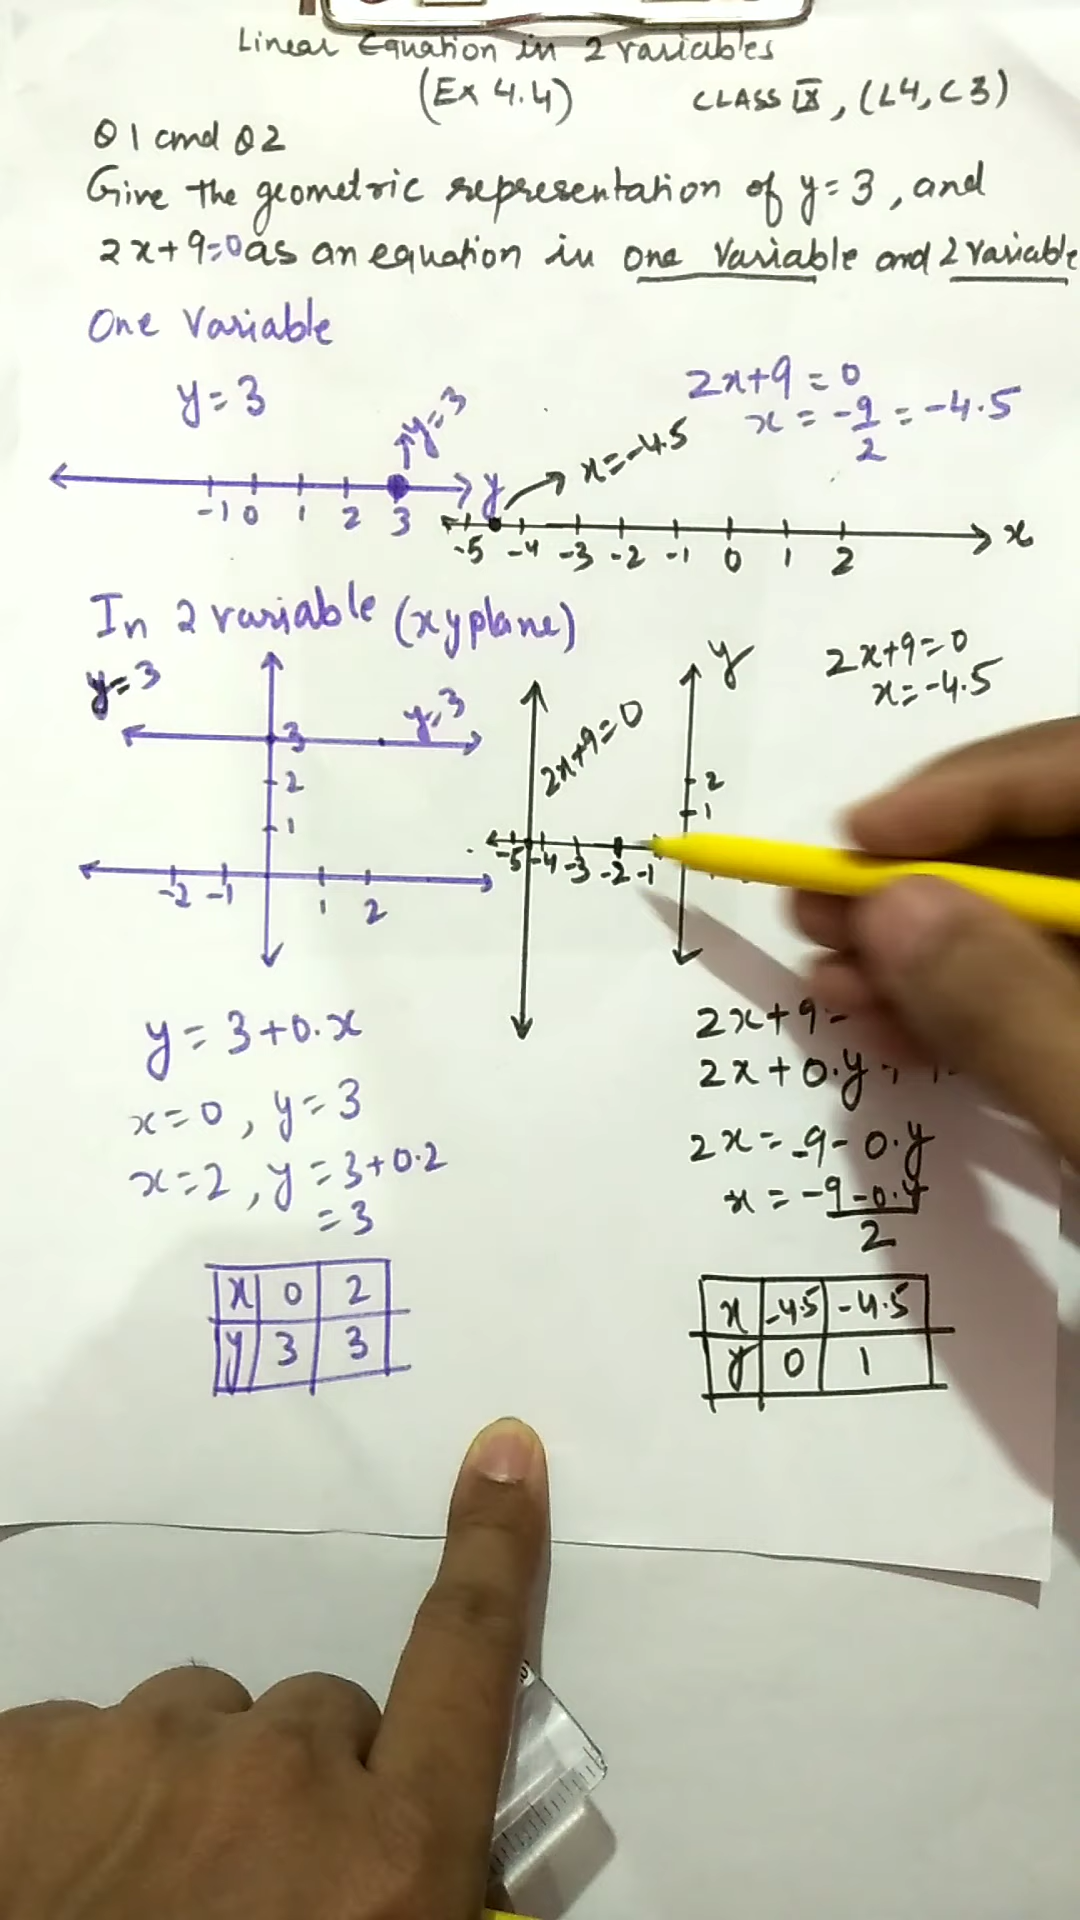 Linear Equation in 2 variables
(Ex 4.4)
CLASS IX, (L4, C3)
Q1 and Q2
Give the geometric representation of y=3, and
2x+9=0 as an equation in one variable and 2 variable
One Variable
y=3
2x+9=0
x = -9/2 = -4.5
y=3
x=-4.5
y
-1 0 1 2 3
-5 -4 -3 -2 -1 0 1 2
x
In 2 variable (xy plane)
y=3
y=3
3
2
1
-2 -1 1 2
2x+9=0
y
2x+9=0
x=-4.5
2
1
-5 -4 -3 -2 -1
y = 3+0.x
x=0, y=3
x=2, y=3+0.2
=3
x 0 2
y 3 3
2x+9=
2x+0.y+
2x=-9-0.y
x = -9-0.y/2
x -4.5 -4.5
y 0 1